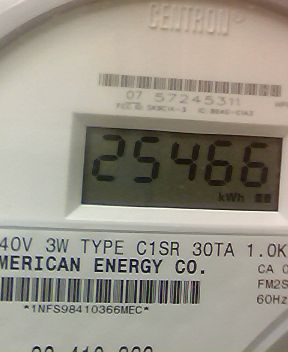 CENTRON
07 57245311
25466
kWh
40V 3W TYPE C1SR 30TA 1.0K
MERICAN ENERGY CO.
CA 0
FM2S
60Hz
*1NFS98410366MEC*